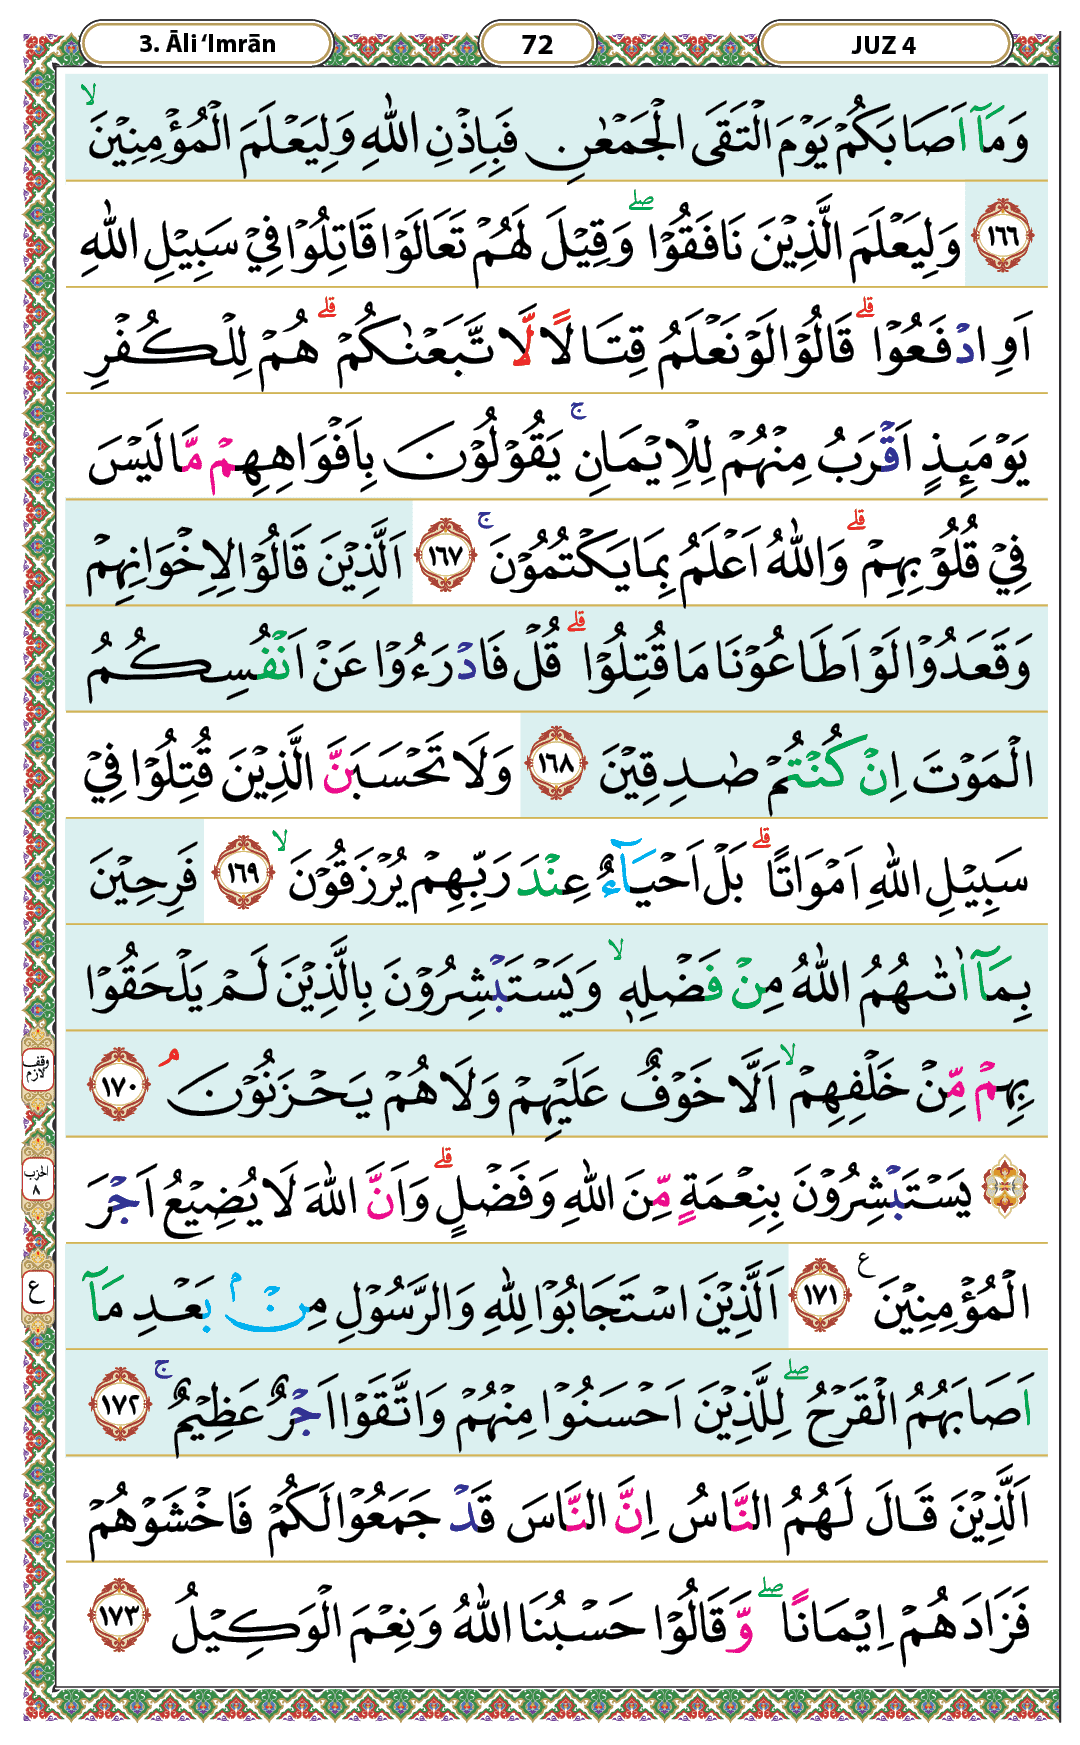 3. Āli ‘Imrān
72
JUZ 4
وَمَآ اَصَابَكُمْ يَوْمَ الْتَقَى الْجَمْعٰنِ فَبِاِذْنِ اللّٰهِ وَلِيَعْلَمَ الْمُؤْمِنِيْنَۙ
١٦٦ وَلِيَعْلَمَ الَّذِيْنَ نَافَقُوْاۖ وَقِيْلَ لَهُمْ تَعَالَوْا قَاتِلُوْا فِيْ سَبِيْلِ اللّٰهِ
اَوِ ادْفَعُوْاۗ قَالُوْا لَوْ نَعْلَمُ قِتَالًا لَّا تَّبَعْنٰكُمْۗ هُمْ لِلْكُفْرِ
يَوْمَىِٕذٍ اَقْرَبُ مِنْهُمْ لِلْاِيْمَانِۚ يَقُوْلُوْنَ بِاَفْوَاهِهِمْ مَّا لَيْسَ
فِيْ قُلُوْبِهِمْۗ وَاللّٰهُ اَعْلَمُ بِمَا يَكْتُمُوْنَۚ ١٦٧ اَلَّذِيْنَ قَالُوْا لِاِخْوَانِهِمْ
وَقَعَدُوْا لَوْ اَطَاعُوْنَا مَا قُتِلُوْاۗ قُلْ فَادْرَءُوْا عَنْ اَنْفُسِكُمُ
الْمَوْتَ اِنْ كُنْتُمْ صٰدِقِيْنَ ١٦٨ وَلَا تَحْسَبَنَّ الَّذِيْنَ قُتِلُوْا فِيْ
سَبِيْلِ اللّٰهِ اَمْوَاتًاۗ بَلْ اَحْيَاۤءٌ عِنْدَ رَبِّهِمْ يُرْزَقُوْنَۙ ١٦٩ فَرِحِيْنَ
بِمَآ اٰتٰىهُمُ اللّٰهُ مِنْ فَضْلِهٖۙ وَيَسْتَبْشِرُوْنَ بِالَّذِيْنَ لَمْ يَلْحَقُوْا
بِهِمْ مِّنْ خَلْفِهِمْۙ اَلَّا خَوْفٌ عَلَيْهِمْ وَلَا هُمْ يَحْزَنُوْنَۘ ١٧٠
وقف لازم
۞ يَسْتَبْشِرُوْنَ بِنِعْمَةٍ مِّنَ اللّٰهِ وَفَضْلٍۗ وَاَنَّ اللّٰهَ لَا يُضِيْعُ اَجْرَ
الحزب ٨
الْمُؤْمِنِيْنَ ࣖ ١٧١ اَلَّذِيْنَ اسْتَجَابُوْا لِلّٰهِ وَالرَّسُوْلِ مِنْۢ بَعْدِ مَآ
ع
اَصَابَهُمُ الْقَرْحُۖ لِلَّذِيْنَ اَحْسَنُوْا مِنْهُمْ وَاتَّقَوْا اَجْرٌ عَظِيْمٌۚ ١٧٢
اَلَّذِيْنَ قَالَ لَهُمُ النَّاسُ اِنَّ النَّاسَ قَدْ جَمَعُوْا لَكُمْ فَاخْشَوْهُمْ
فَزَادَهُمْ اِيْمَانًاۖ وَّقَالُوْا حَسْبُنَا اللّٰهُ وَنِعْمَ الْوَكِيْلُ ١٧٣